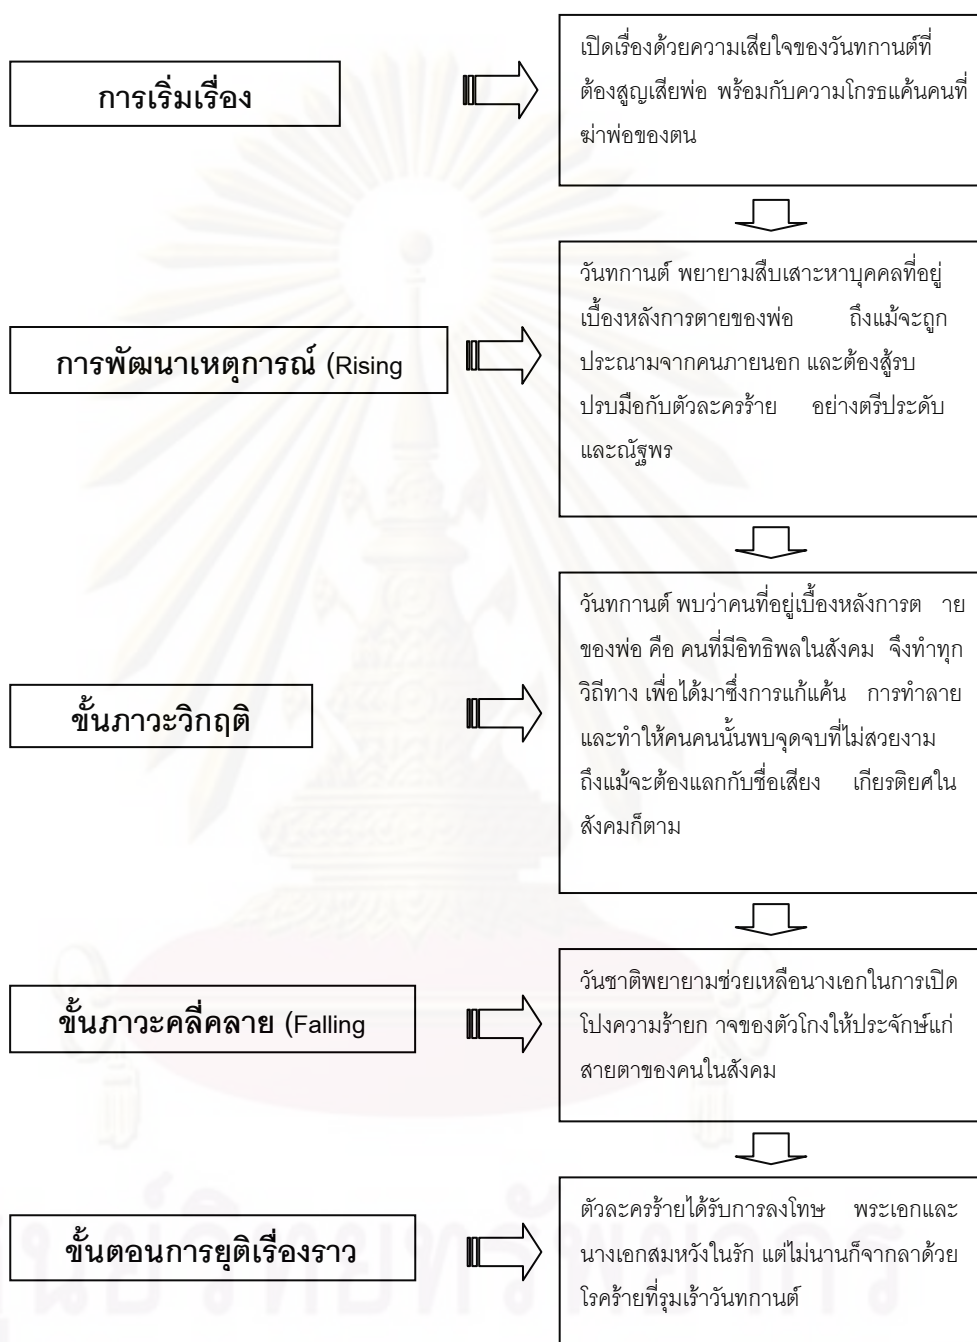 การเริ่มเรื่อง
เปิดเรื่องด้วยความเสียใจของวันทกานต์ที่
ต้องสูญเสียพ่อ พร้อมกับความโกรธแค้นคนที่
ฆ่าพ่อของตน
การพัฒนาเหตุการณ์ (Rising
วันทกานต์ พยายามสืบเสาะหาบุคคลที่อยู่
เบื้องหลังการตายของพ่อ ถึงแม้จะถูก
ประณามจากคนภายนอก และต้องสู้รบ
ปรบมือกับตัวละครร้าย อย่างตรีประดับ
และณัฐพร
ขั้นภาวะวิกฤติ
วันทกานต์ พบว่าคนที่อยู่เบื้องหลังการต าย
ของพ่อ คือ คนที่มีอิทธิพลในสังคม จึงทำทุก
วิถีทาง เพื่อได้มาซึ่งการแก้แค้น การทำลาย
และทำให้คนคนนั้นพบจุดจบที่ไม่สวยงาม
ถึงแม้จะต้องแลกกับชื่อเสียง เกียรติยศใน
สังคมก็ตาม
ขั้นภาวะคลี่คลาย (Falling
วันชาติพยายามช่วยเหลือนางเอกในการเปิด
โปงความร้ายก าจของตัวโกงให้ประจักษ์แก่
สายตาของคนในสังคม
ขั้นตอนการยุติเรื่องราว
ตัวละครร้ายได้รับการลงโทษ พระเอกและ
นางเอกสมหวังในรัก แต่ไม่นานก็จากลาด้วย
โรคร้ายที่รุมเร้าวันทกานต์
ศูนย์วิทยทรัพยากร